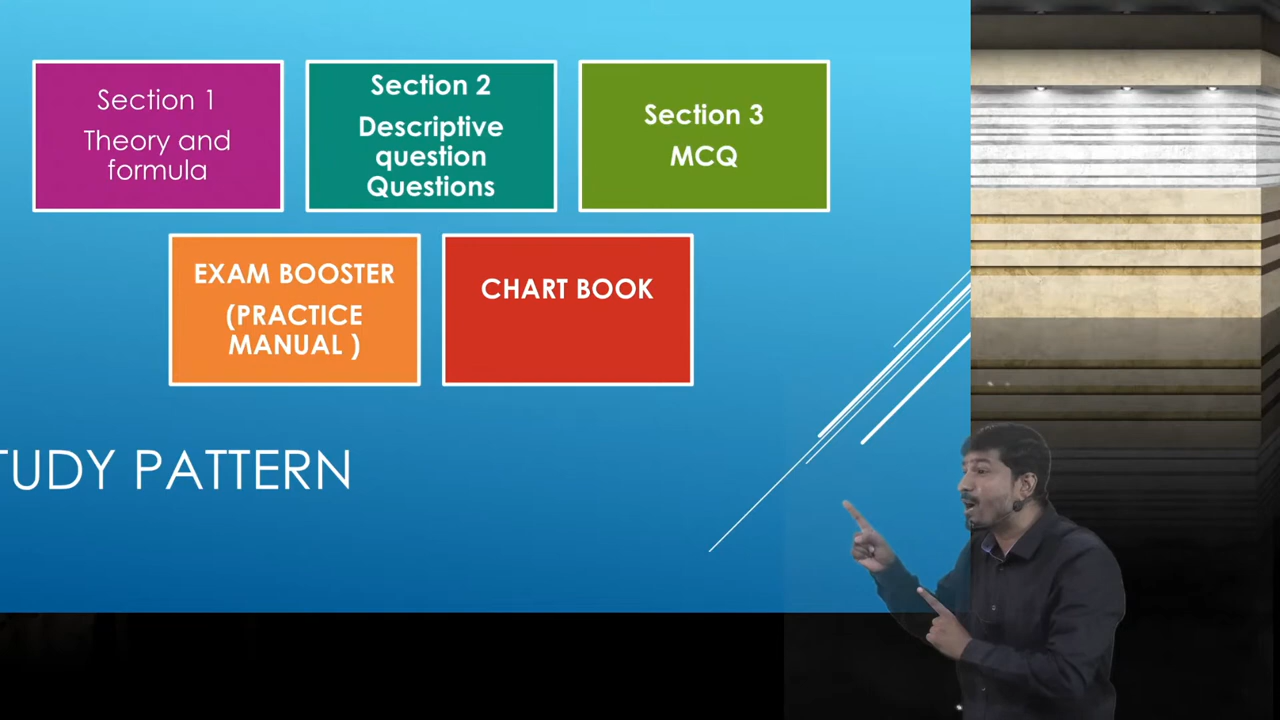 Section 1
Theory and
formula
Section 2
Descriptive
question
Questions
Section 3
MCQ
EXAM BOOSTER
(PRACTICE
MANUAL )
CHART BOOK
TUDY PATTERN